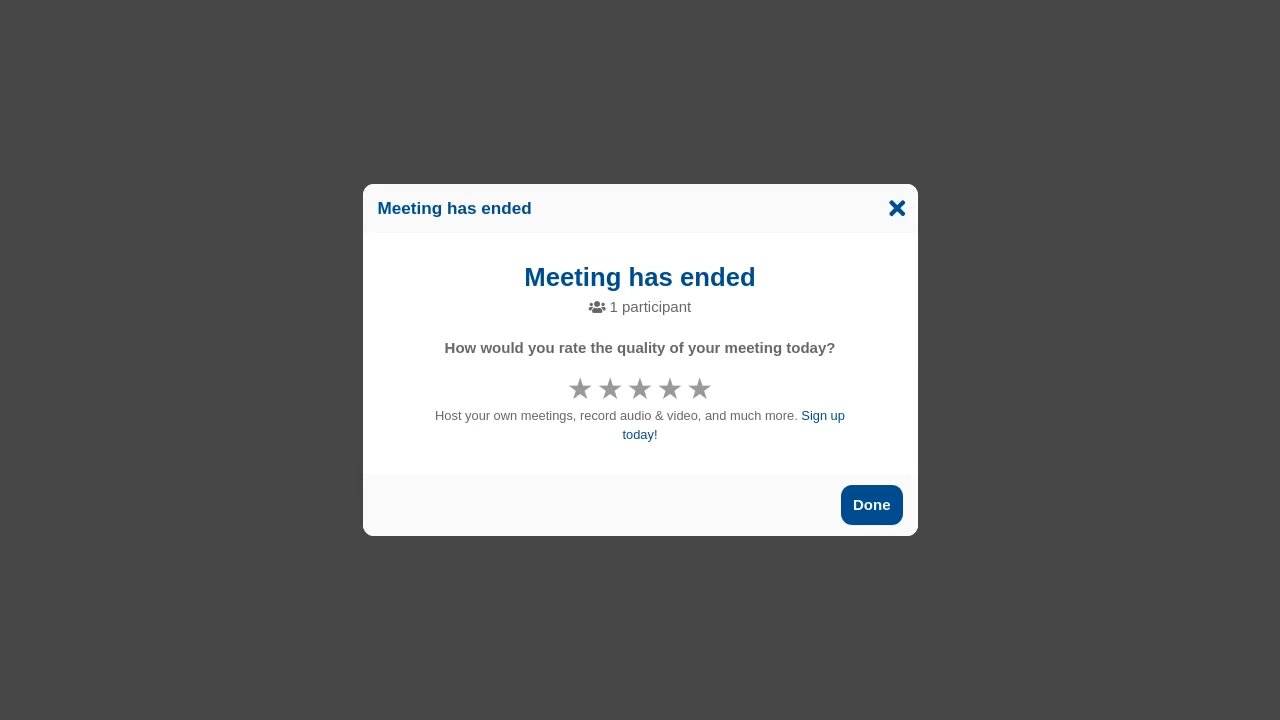 Meeting has ended
Meeting has ended
1 participant
How would you rate the quality of your meeting today?
Host your own meetings, record audio & video, and much more. Sign up
today!
Done